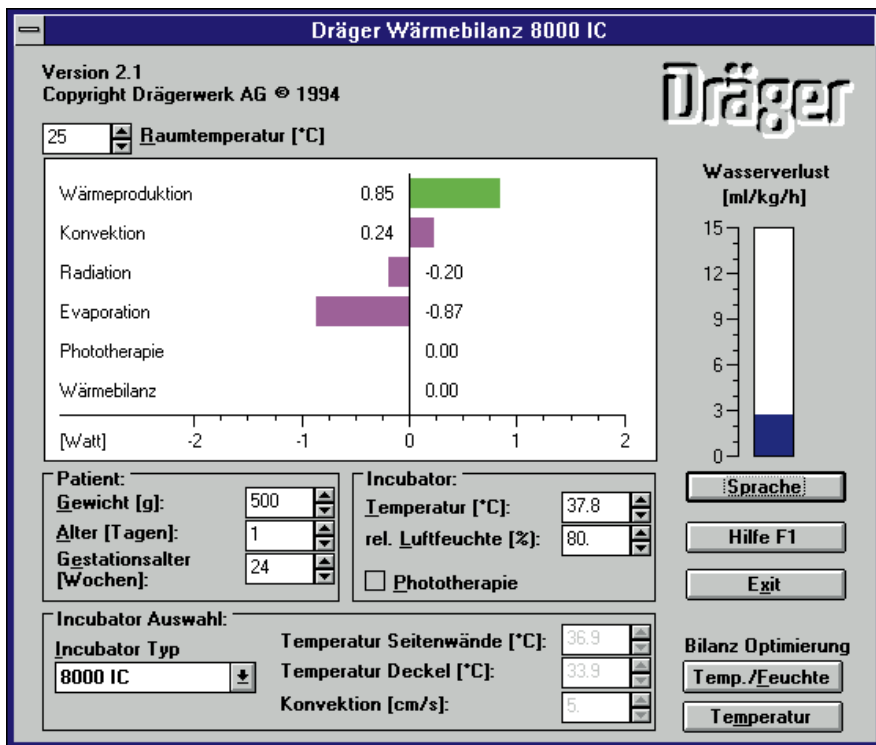 Dräger Wärmebilanz 8000 IC
Version 2.1
Copyright Drägerwerk AG © 1994
Dräger
25 Raumtemperatur [°C]
Wärmeproduktion 0.85
Konvektion 0.24
Radiation -0.20
Evaporation -0.87
Phototherapie 0.00
Wärmebilanz 0.00
[Watt] -2 -1 0 1 2
Wasserverlust
[ml/kg/h]
15
12
9
6
3
0
Patient:
Gewicht [g]: 500
Alter [Tagen]: 1
Gestationsalter
[Wochen]: 24
Incubator:
Temperatur [°C]: 37.8
rel. Luftfeuchte [%]: 80.
Phototherapie
Sprache
Hilfe F1
Exit
Incubator Auswahl:
Incubator Typ
8000 IC
Temperatur Seitenwände [°C]: 36.9
Temperatur Deckel [°C]: 33.9
Konvektion [cm/s]: 5.
Bilanz Optimierung
Temp./Feuchte
Temperatur